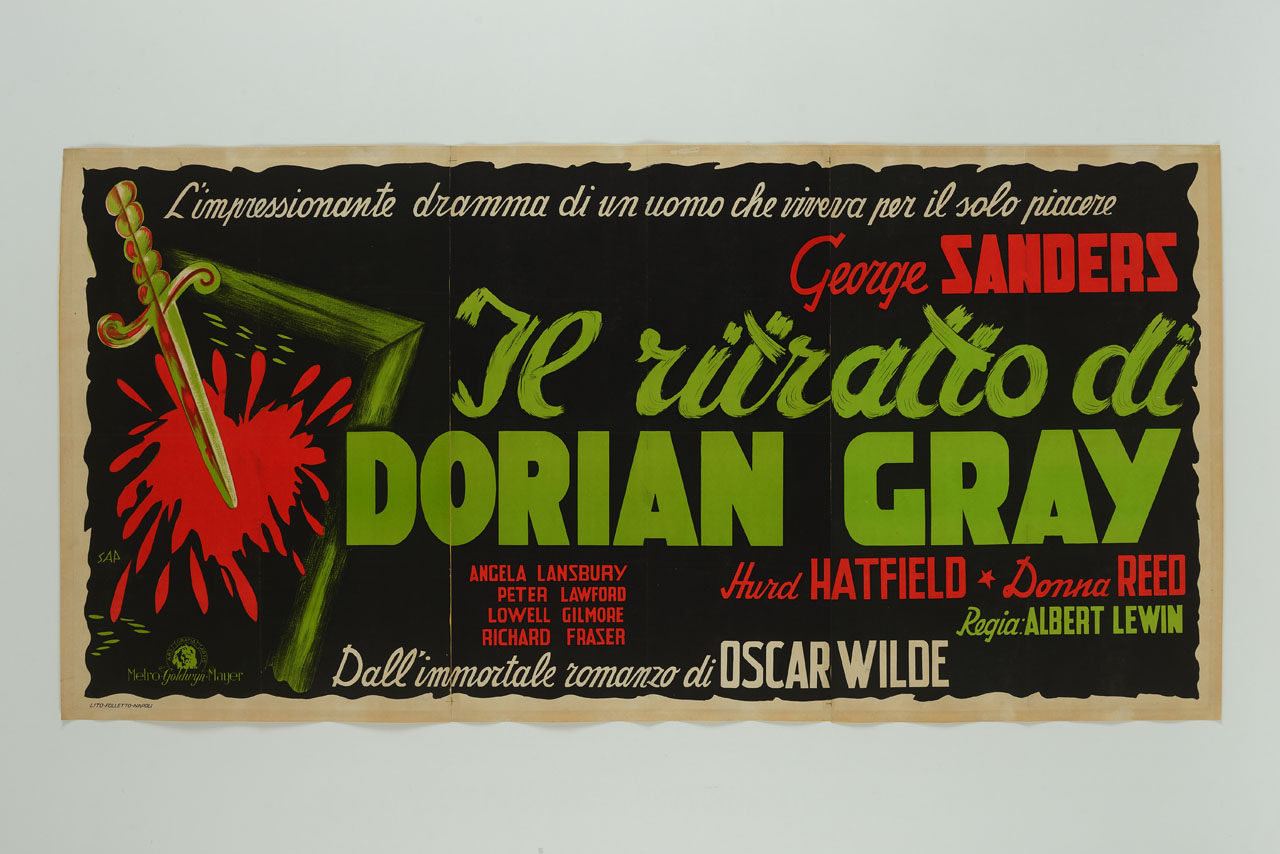 L'impressionante dramma di un uomo che viveva per il solo piacere
George SANDERS
Il ritratto di
DORIAN GRAY
ANGELA LANSBURY
PETER LAWFORD
LOWELL GILMORE
RICHARD FRASER
Hurd HATFIELD ★ Donna REED
Regia: ALBERT LEWIN
Dall'immortale romanzo di OSCAR WILDE
SAP
Metro Goldwyn-Mayer
LITO-FOLLETTO-NAPOLI